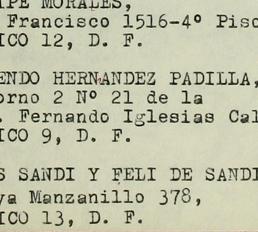 IPE MORALES,
Francisco 1516-4º Piso
ICO 12, D. F.
ENDO HERNANDEZ PADILLA,
orno 2 Nº 21 de la
. Fernando Iglesias Cal
ICO 9, D. F.
S SANDI Y FELI DE SANDI
ya Manzanillo 378,
ICO 13, D. F.